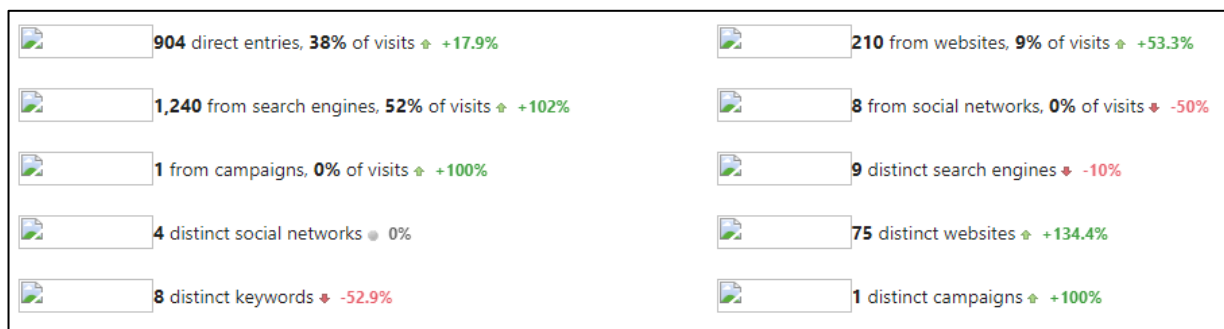 904 direct entries, 38% of visits +17.9%
210 from websites, 9% of visits +53.3%
1,240 from search engines, 52% of visits +102%
8 from social networks, 0% of visits -50%
1 from campaigns, 0% of visits +100%
9 distinct search engines -10%
4 distinct social networks 0%
75 distinct websites +134.4%
8 distinct keywords -52.9%
1 distinct campaigns +100%